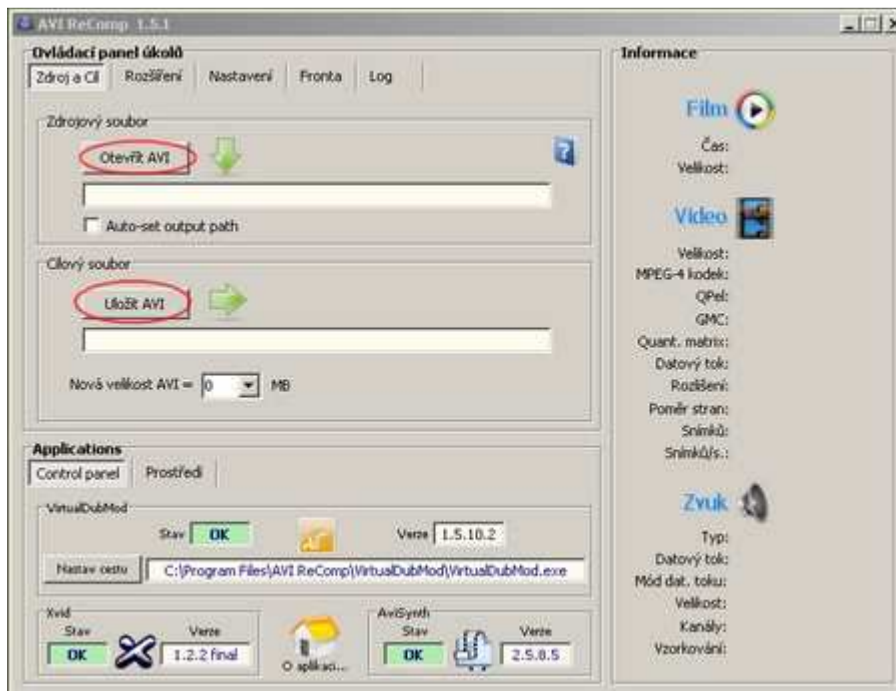 AVI ReComp 1.5.1
Ovládací panel úkolů
Zdroj a Cíl Rozšíření Nastavení Fronta Log
Zdrojový soubor
Otevřít AVI
Auto-set output path
Cílový soubor
Uložit AVI
Nová velikost AVI = 0 MB
Applications
Control panel Prostředí
VirtualDubMod
Stav OK Verze 1.5.10.2
Nastav cestu C:\Program Files\AVI ReComp\VirtualDubMod\VirtualDubMod.exe
Xvid
Stav Verze
OK 1.2.2 final
O aplikaci...
AviSynth
Stav Verze
OK 2.5.8.5
Informace
Film
Čas:
Velikost:
Video
Velikost:
MPEG-4 kodek:
QPel:
GMC:
Quant. matrix:
Datový tok:
Rozlišení:
Poměr stran:
Snímků:
Snímků/s.:
Zvuk
Typ:
Datový tok:
Mód dat. toku:
Velikost:
Kanály:
Vzorkování: